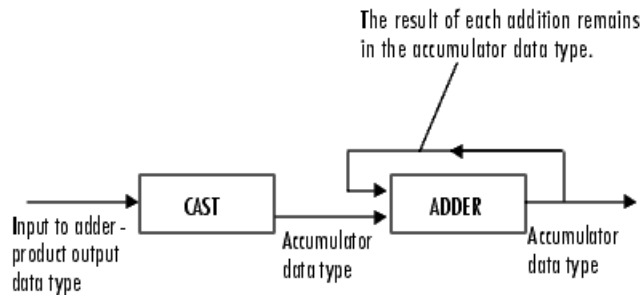 The result of each addition remains
in the accumulator data type.
CAST
ADDER
Input to adder -
product output
data type
Accumulator
data type
Accumulator
data type